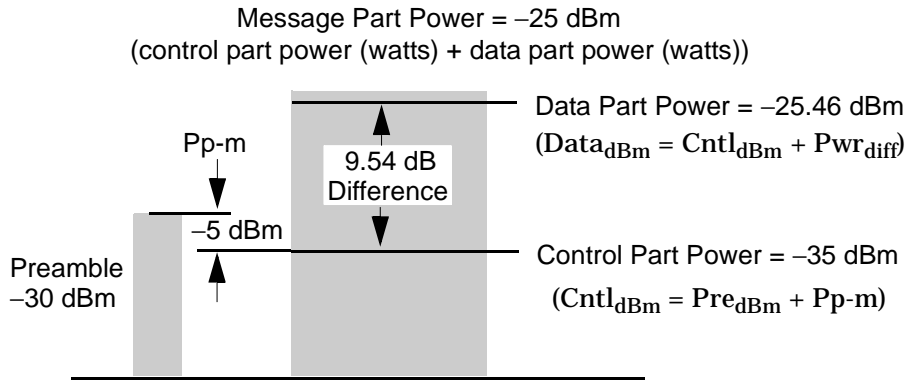 Message Part Power = −25 dBm
(control part power (watts) + data part power (watts))
Data Part Power = −25.46 dBm
(Data_dBm = Cntl_dBm + Pwr_diff)
Pp-m
9.54 dB
Difference
−5 dBm
Preamble
−30 dBm
Control Part Power = −35 dBm
(Cntl_dBm = Pre_dBm + Pp-m)